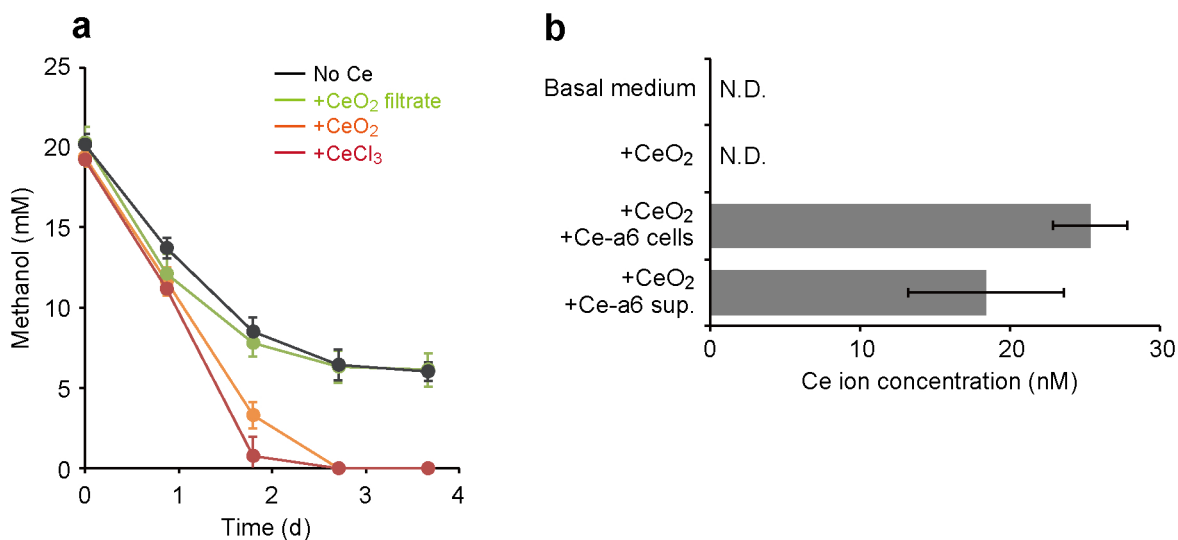 a
25
20
15
10
5
0
Methanol (mM)
No Ce
+CeO₂ filtrate
+CeO₂
+CeCl₃
0 1 2 3 4
Time (d)
b
Basal medium N.D.
+CeO₂ N.D.
+CeO₂
+Ce-a6 cells
+CeO₂
+Ce-a6 sup.
0 10 20 30
Ce ion concentration (nM)